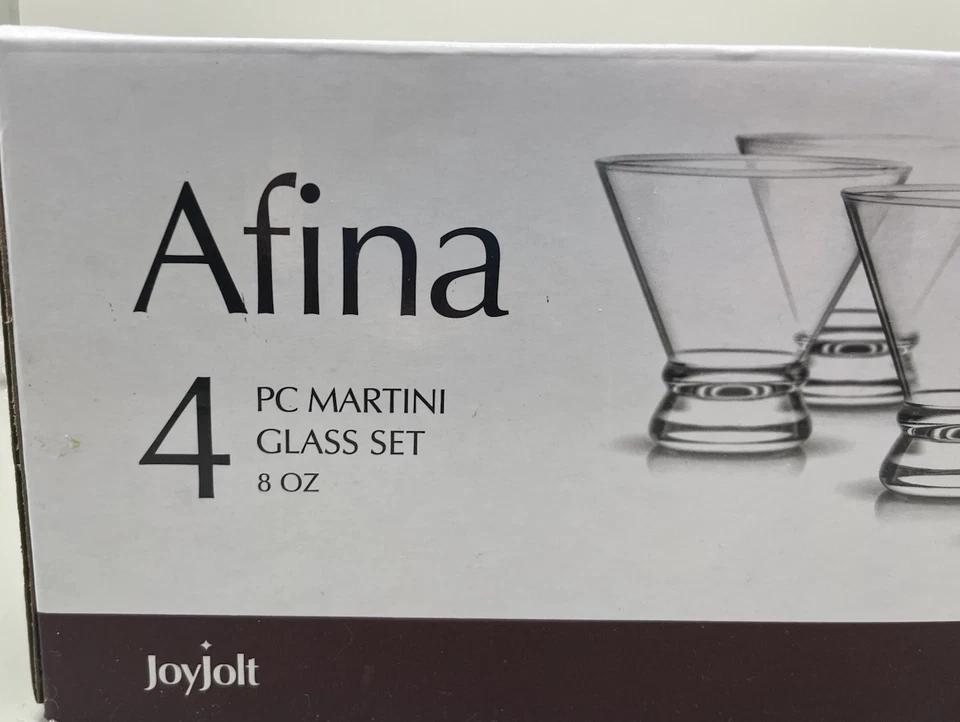 Afina
4
PC MARTINI
GLASS SET
8 OZ
JoyJolt